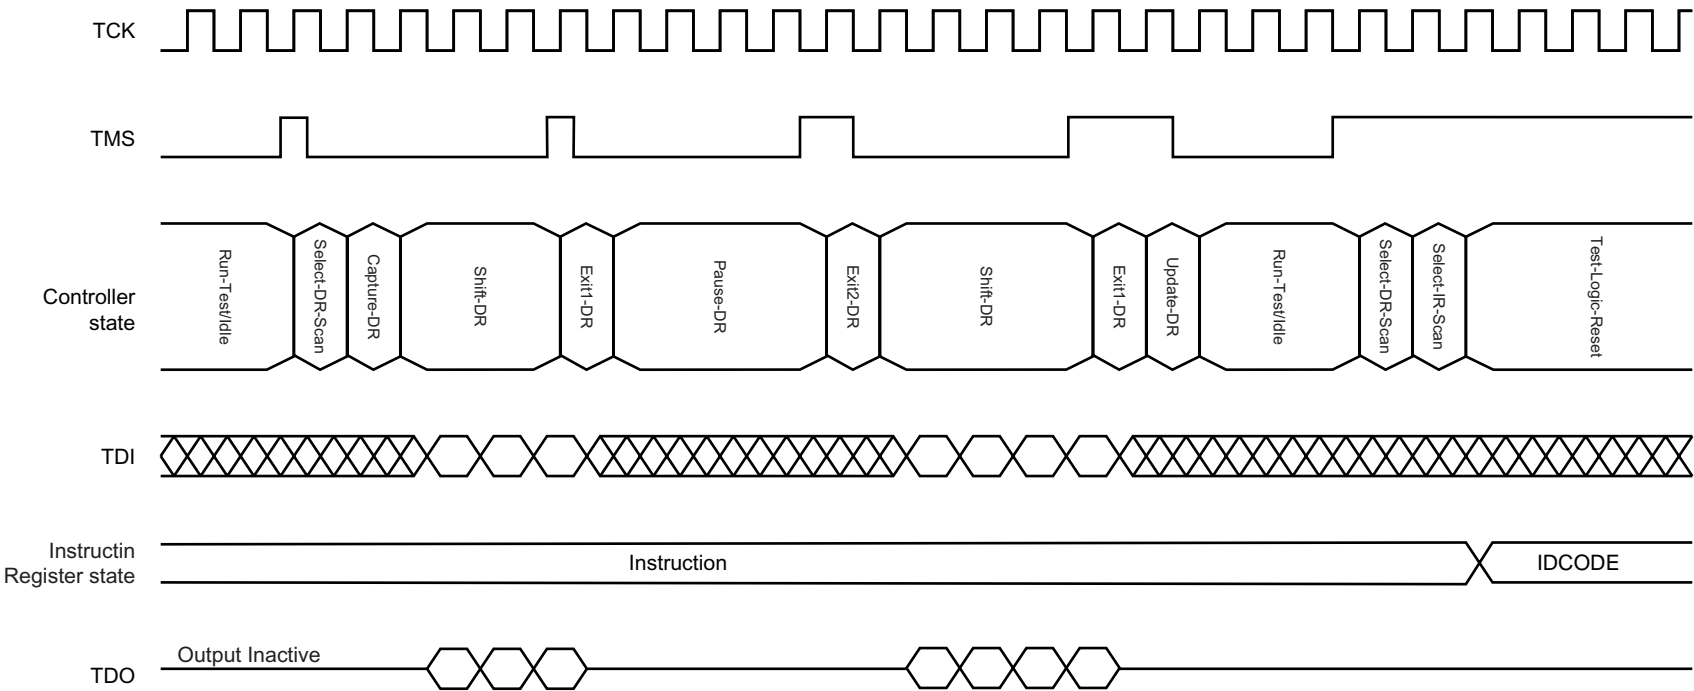 TCK
TMS
Controller
state
Run-Test/Idle
Select-DR-Scan
Capture-DR
Shift-DR
Exit1-DR
Pause-DR
Exit2-DR
Shift-DR
Exit1-DR
Update-DR
Run-Test/Idle
Select-DR-Scan
Select-IR-Scan
Test-Logic-Reset
TDI
Instructin
Register state
Instruction
IDCODE
TDO
Output Inactive